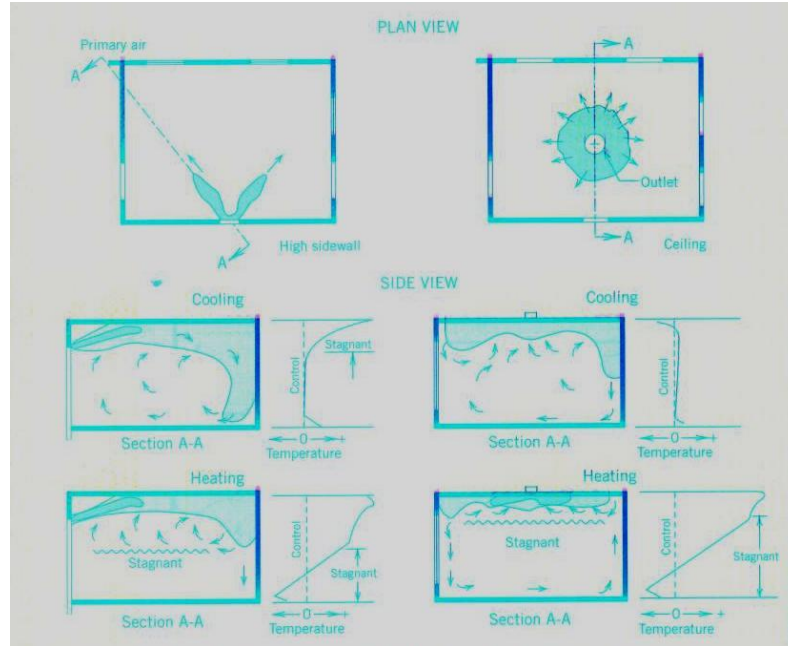 PLAN VIEW
Primary air
A
A
High sidewall
A
Outlet
A
Ceiling
SIDE VIEW
Cooling
Stagnant
Control
Section A-A
0 +
Temperature
Cooling
Control
Section A-A
0 +
Temperature
Heating
Stagnant
Control
Stagnant
Section A-A
0 +
Temperature
Heating
Stagnant
Control
Stagnant
Section A-A
0 +
Temperature